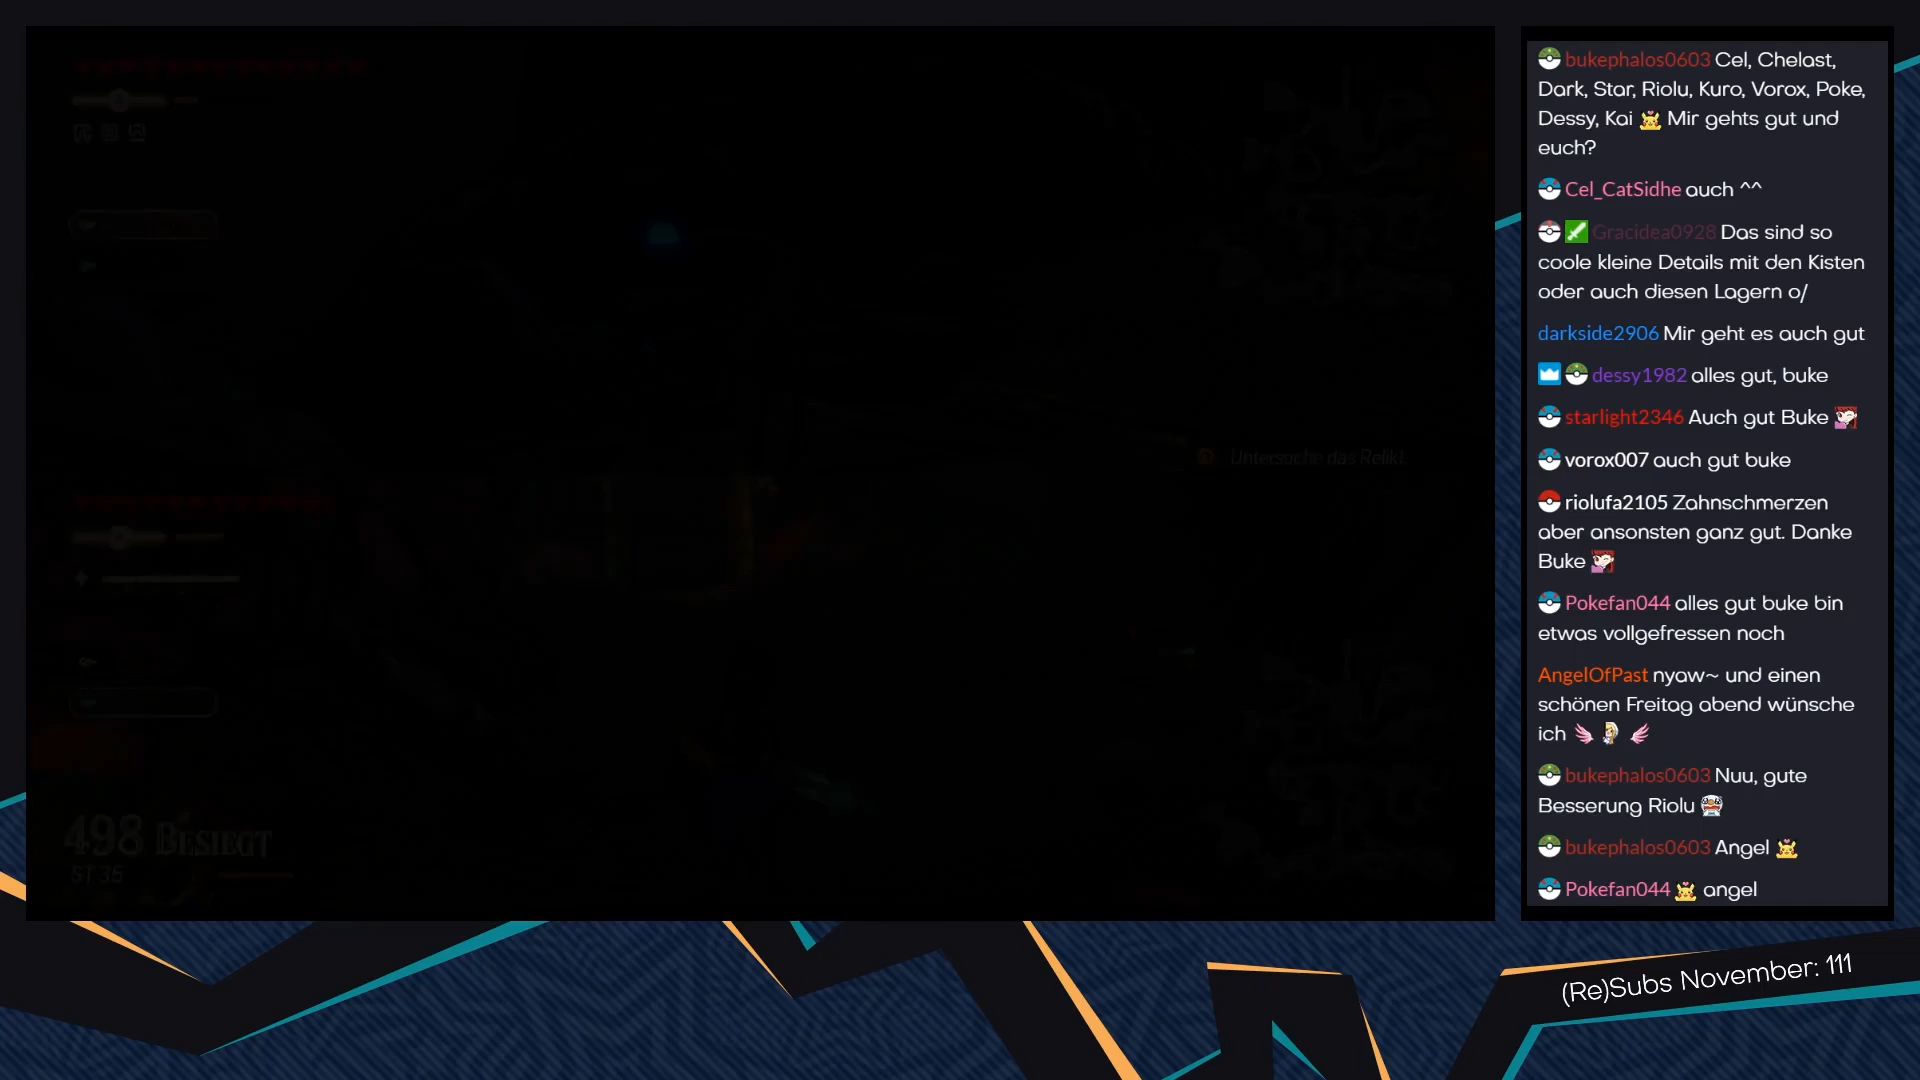 Untersuche das Relikt
498 BESIEGT
bukephalos0603 Cel, Chelast,
Dark, Star, Riolu, Kuro, Vorox, Poke,
Dessy, Kai Mir gehts gut und
euch?
Cel_CatSidhe auch ^^
Gracidea0928 Das sind so
coole kleine Details mit den Kisten
oder auch diesen Lagern o/
darkside2906 Mir geht es auch gut
dessy1982 alles gut, buke
starlight2346 Auch gut Buke
vorox007 auch gut buke
riolufa2105 Zahnschmerzen
aber ansonsten ganz gut. Danke
Buke
Pokefan044 alles gut buke bin
etwas vollgefressen noch
AngelOfPast nyaw~ und einen
schönen Freitag abend wünsche
ich
bukephalos0603 Nuu, gute
Besserung Riolu
bukephalos0603 Angel
Pokefan044 angel
(Re)Subs November: 111